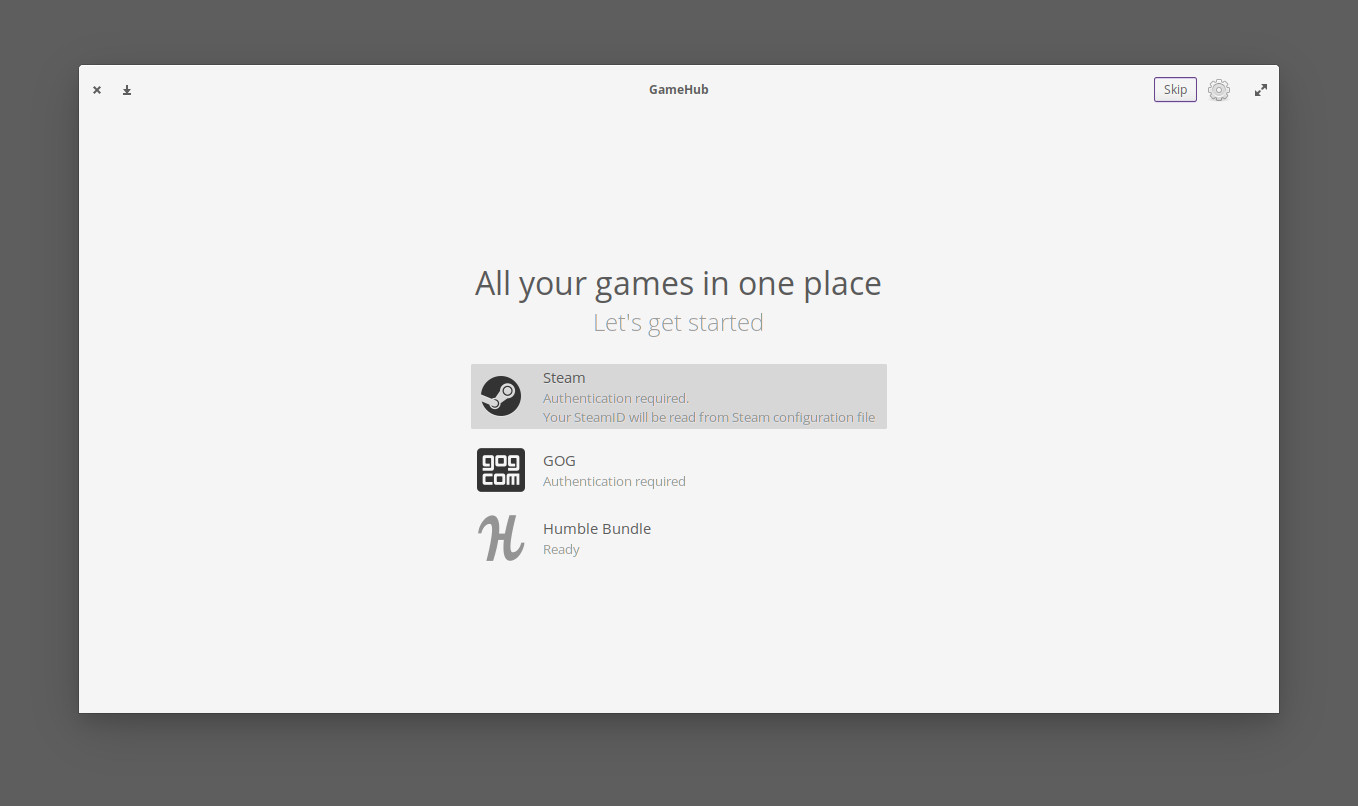 GameHub
Skip
All your games in one place
Let's get started
Steam
Authentication required.
Your SteamID will be read from Steam configuration file
gog
com
GOG
Authentication required
H
Humble Bundle
Ready